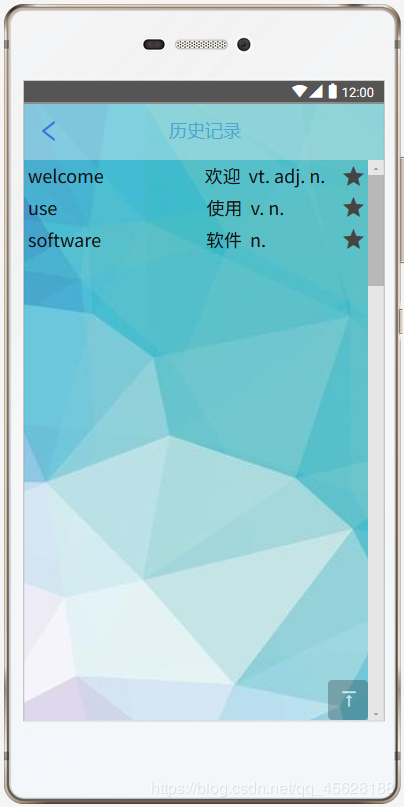 12:00
历史记录
welcome 欢迎 vt. adj. n.
use 使用 v. n.
software 软件 n.
https://blog.csdn.net/qq_45628188